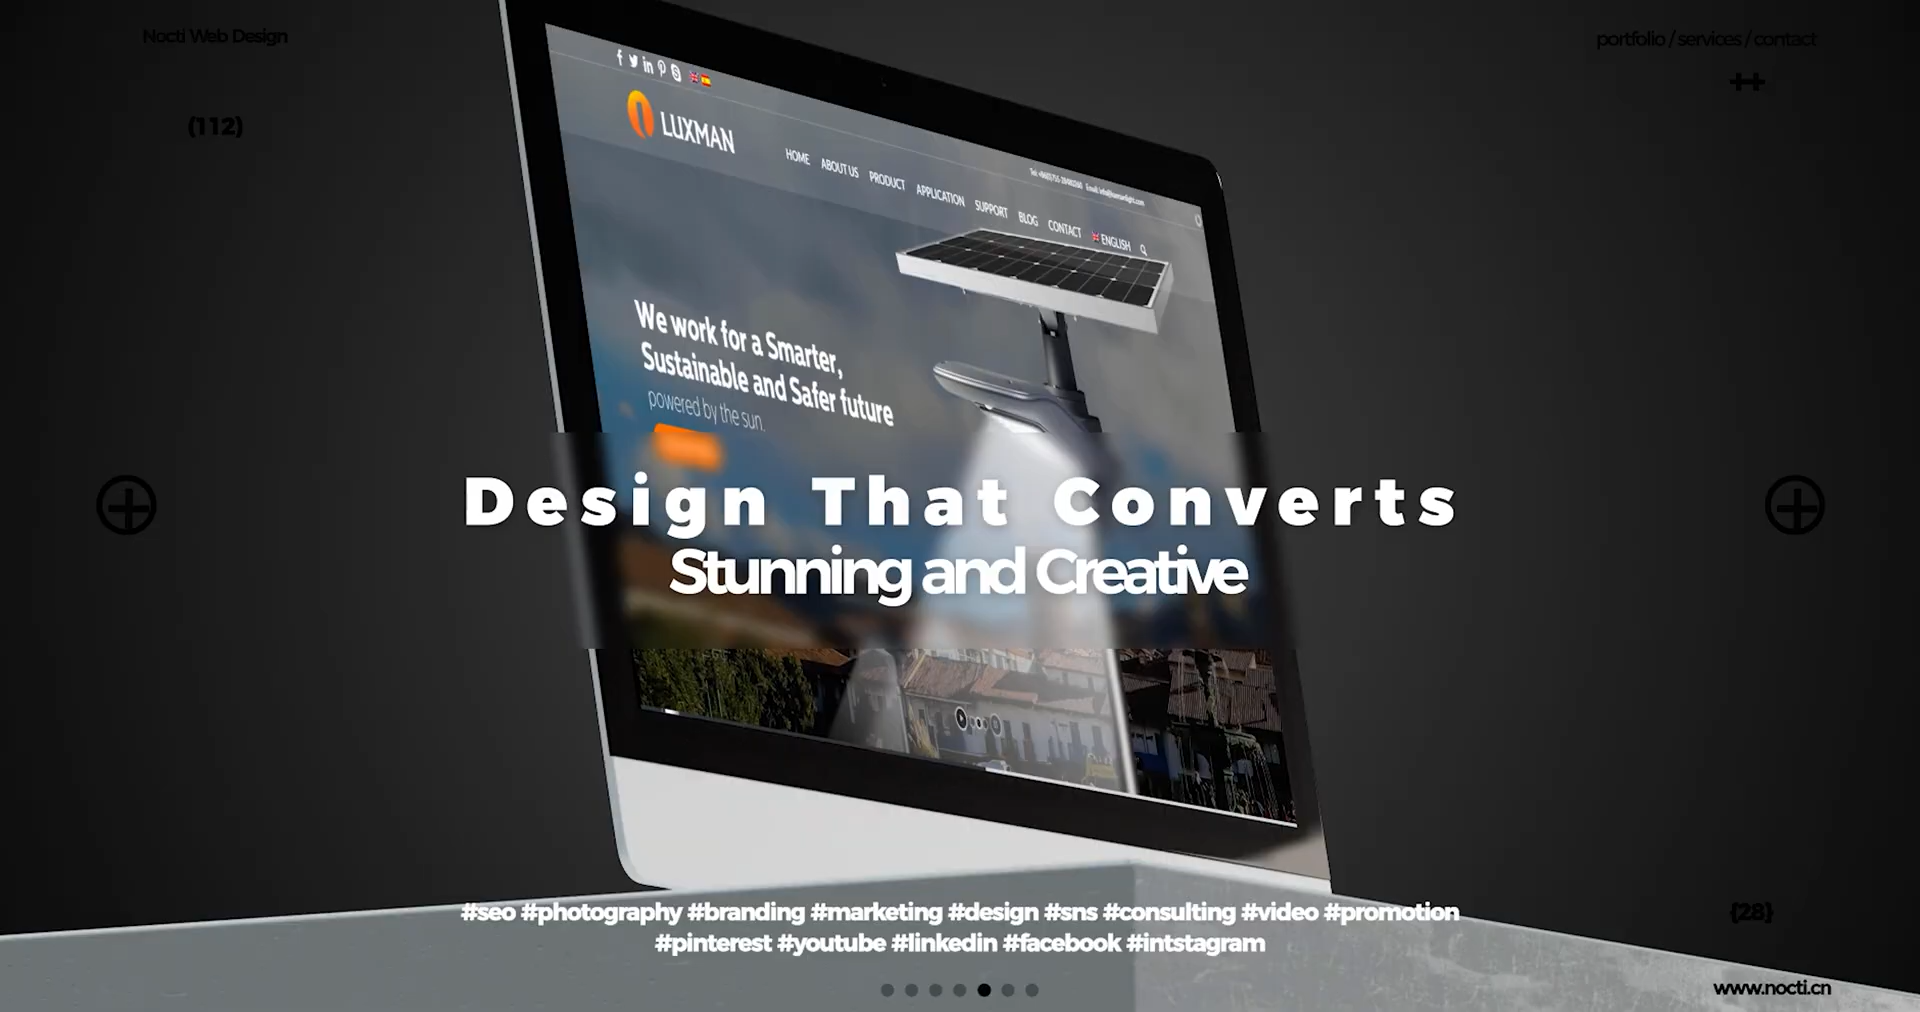 Nocti Web Design
portfolio / services / contact
(112)
LUXMAN
HOME ABOUT US PRODUCT APPLICATION SUPPORT BLOG CONTACT ENGLISH
We work for a Smarter,
Sustainable and Safer future
powered by the sun.
Design That Converts
Stunning and Creative
#seo #photography #branding #marketing #design #sns #consulting #video #promotion
#pinterest #youtube #linkedin #facebook #intstagram
{28}
www.nocti.cn